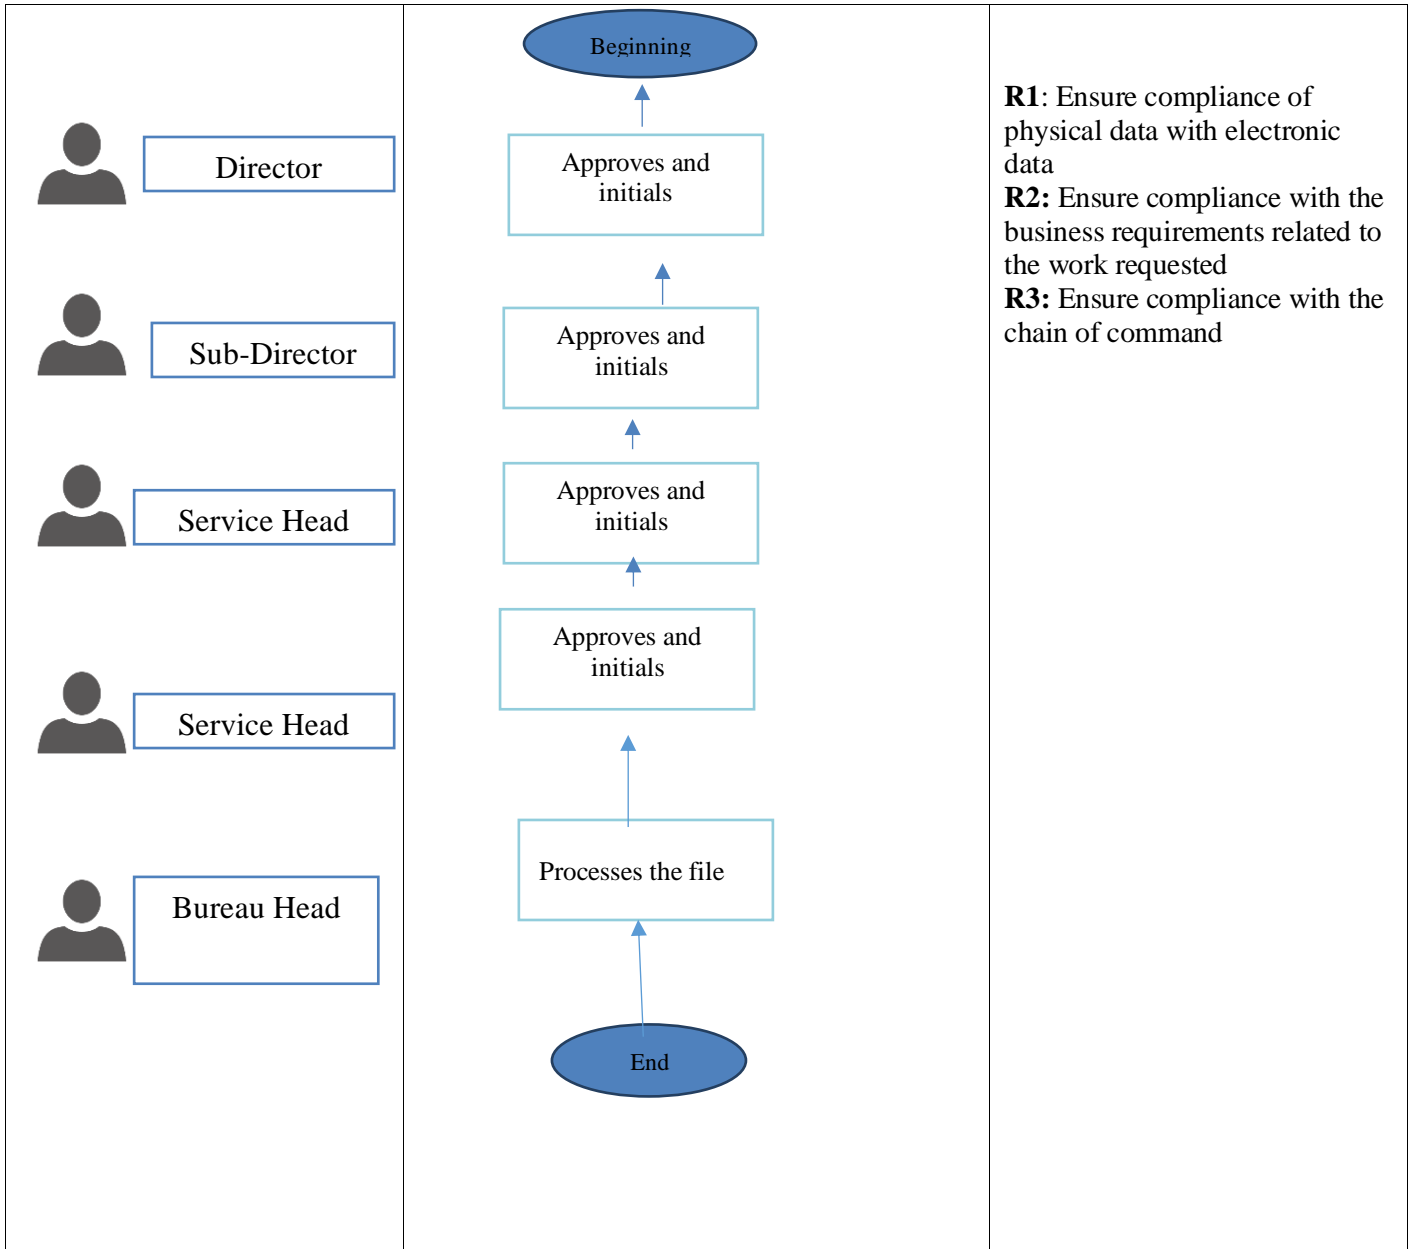 Beginning
Director
Approves and
initials
Sub-Director
Approves and
initials
Service Head
Approves and
initials
Service Head
Approves and
initials
Bureau Head
Processes the file
End
R1: Ensure compliance of
physical data with electronic
data
R2: Ensure compliance with the
business requirements related to
the work requested
R3: Ensure compliance with the
chain of command